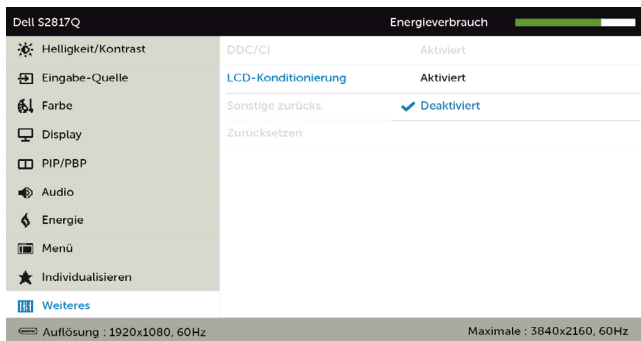 Dell S2817Q Energieverbrauch
Helligkeit/Kontrast DDC/CI Aktiviert
Eingabe-Quelle LCD-Konditionierung Aktiviert
Farbe Sonstige zurücks. Deaktiviert
Display Zurücksetzen
PIP/PBP
Audio
Energie
Menü
Individualisieren
Weiteres
Auflösung : 1920x1080, 60Hz Maximale : 3840x2160, 60Hz